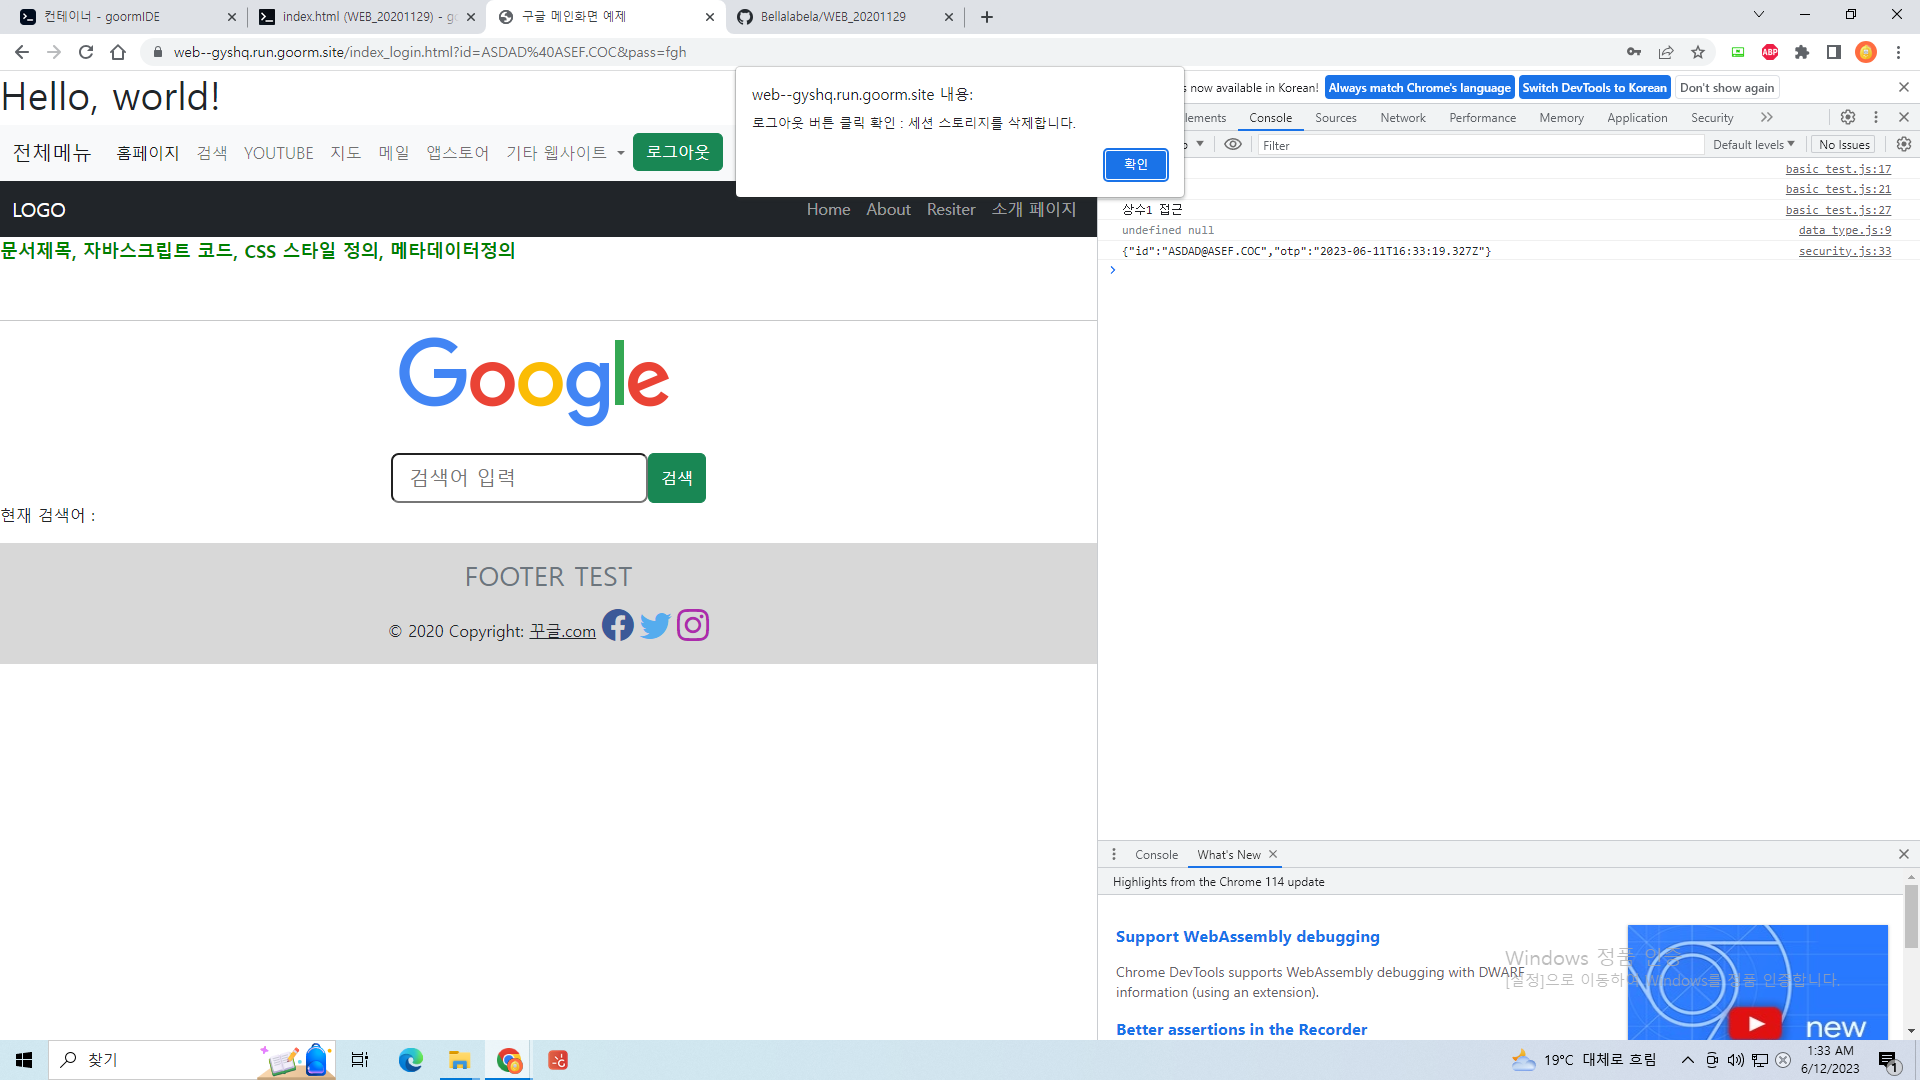 컨테이너 - goormIDE
index.html (WEB_20201129) - go
구글 메인화면 예제
Bellalabela/WEB_20201129
web--gyshq.run.goorm.site/index_login.html?id=ASDAD%40ASEF.COC&pass=fgh
ABP
web--gyshq.run.goorm.site 내용:
로그아웃 버튼 클릭 확인 : 세션 스토리지를 삭제합니다.
확인
Hello, world!
전체메뉴 홈페이지 검색 YOUTUBE 지도 메일 앱스토어 기타 웹사이트 로그아웃
LOGO
Home About Resiter 소개 페이지
문서제목, 자바스크립트 코드, CSS 스타일 정의, 메타데이터정의
Google
검색어 입력 검색
현재 검색어 :
FOOTER TEST
© 2020 Copyright: 꾸글.com
now available in Korean! Always match Chrome's language Switch DevTools to Korean Don't show again
lements Console Sources Network Performance Memory Application Security
Filter Default levels No Issues
basic test.js:17
basic test.js:21
상수1 접근 basic test.js:27
undefined null data type.js:9
{"id":"ASDAD@ASEF.COC","otp":"2023-06-11T16:33:19.327Z"} security.js:33
Console What's New
Highlights from the Chrome 114 update
Support WebAssembly debugging
Chrome DevTools supports WebAssembly debugging with DWARF
information (using an extension).
Better assertions in the Recorder
new
Windows 정품 인증
[설정]으로 이동하여 Windows를 정품 인증합니다.
찾기
19°C 대체로 흐림
1:33 AM
6/12/2023
1